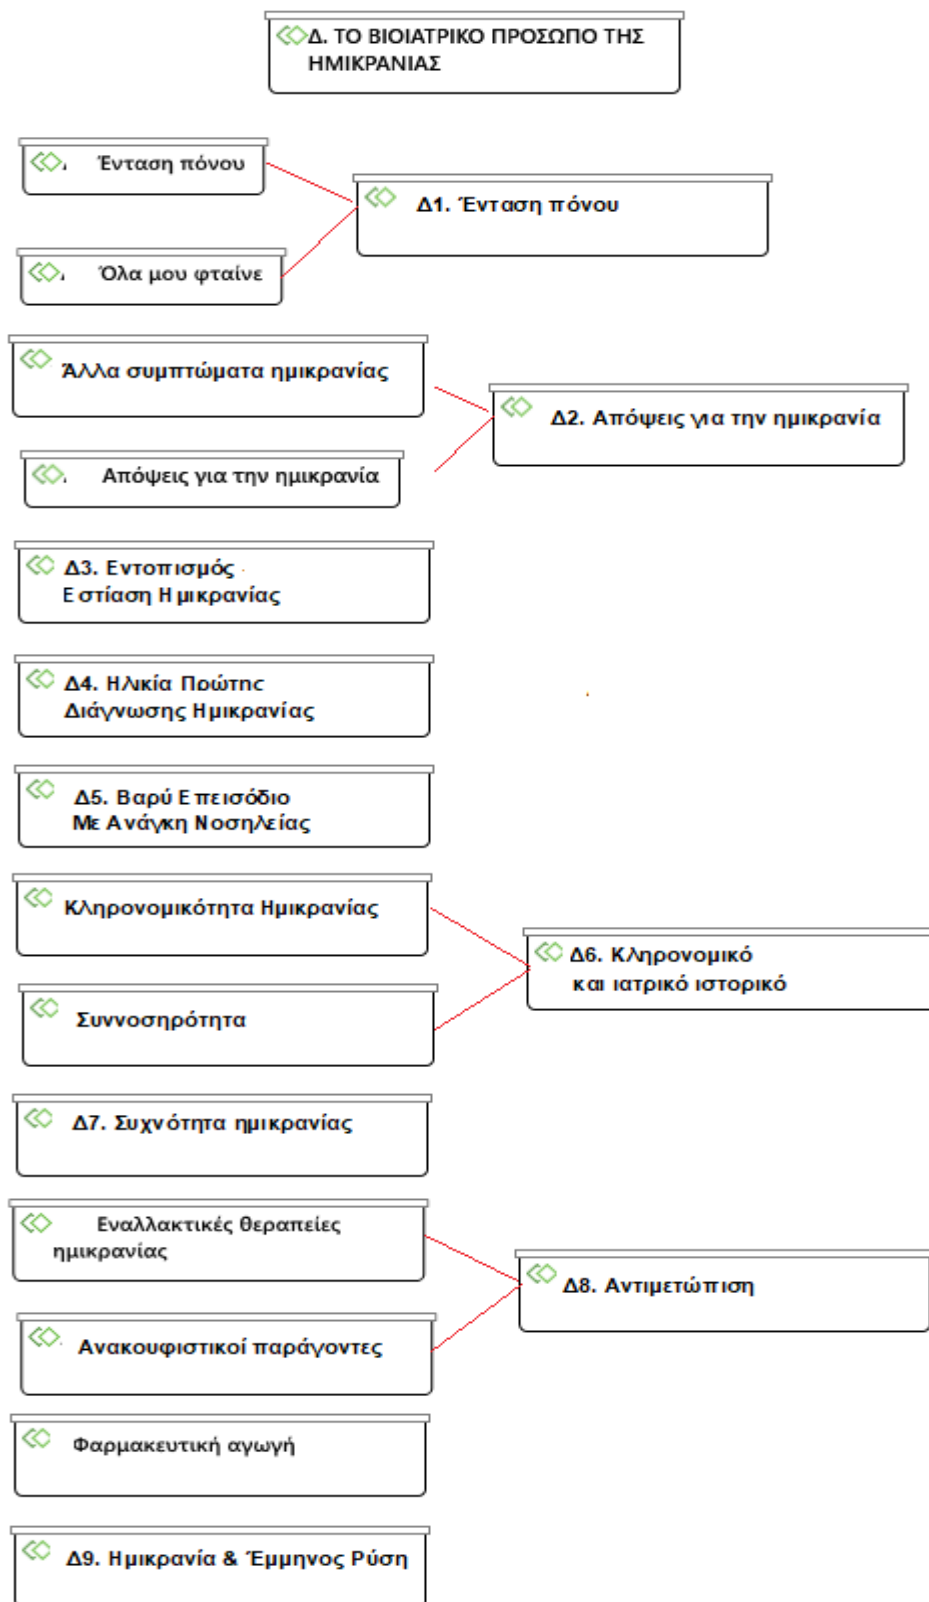 Δ. ΤΟ ΒΙΟΙΑΤΡΙΚΟ ΠΡΟΣΩΠΟ ΤΗΣ
ΗΜΙΚΡΑΝΙΑΣ
Ένταση πόνου
Δ1. Ένταση πόνου
Όλα μου φταίνε
Άλλα συμπτώματα ημικρανίας
Δ2. Απόψεις για την ημικρανία
Απόψεις για την ημικρανία
Δ3. Εντοπισμός -
Εστίαση Ημικρανίας
Δ4. Ηλικία Πρώτης
Διάγνωσης Ημικρανίας
Δ5. Βαρύ Επεισόδιο
Με Ανάγκη Νοσηλείας
Κληρονομικότητα Ημικρανίας
Δ6. Κληρονομικό
και ιατρικό ιστορικό
Συννοσηρότητα
Δ7. Συχνότητα ημικρανίας
Εναλλακτικές θεραπείες
ημικρανίας
Δ8. Αντιμετώπιση
Ανακουφιστικοί παράγοντες
Φαρμακευτική αγωγή
Δ9. Ημικρανία & Έμμηνος Ρύση